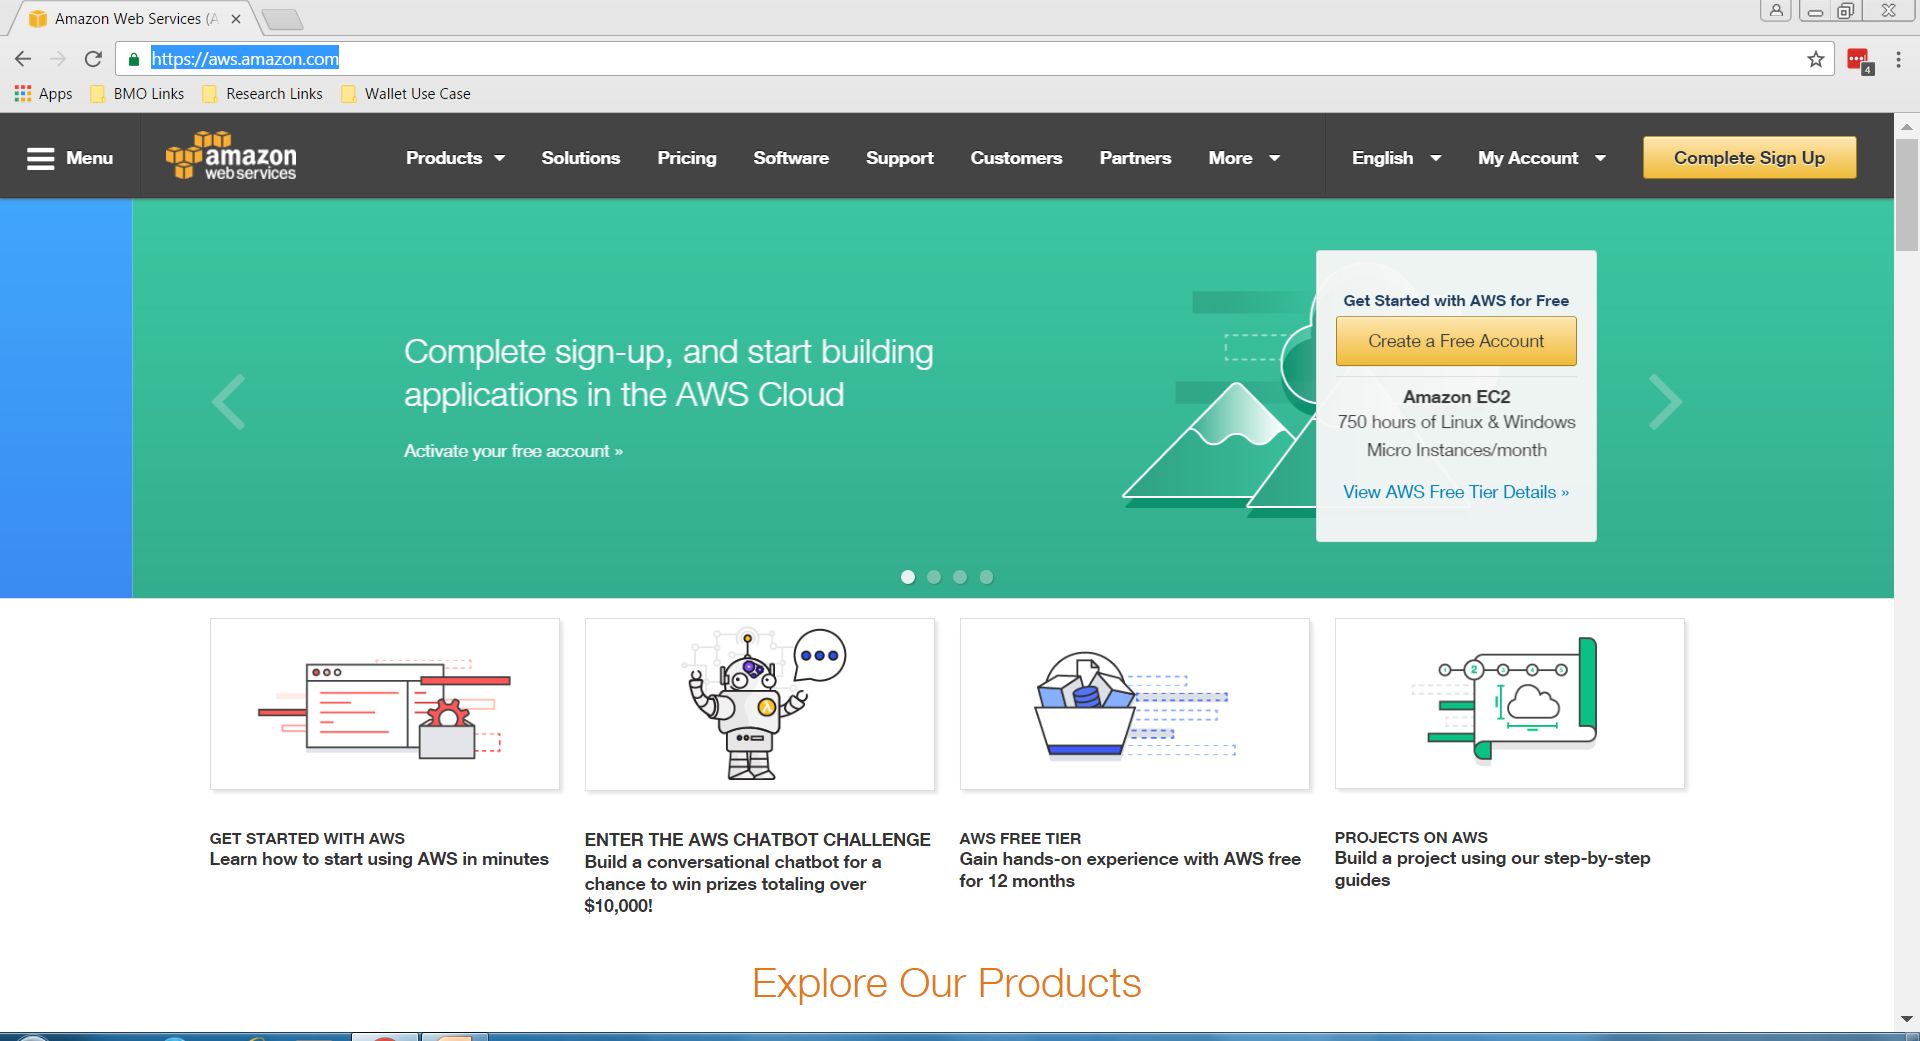 Amazon Web Services (A
https://aws.amazon.com
4
Apps
BMO Links
Research Links
Wallet Use Case
Menu
amazon
web services
Products
Solutions
Pricing
Software
Support
Customers
Partners
More
English
My Account
Complete Sign Up
Complete sign-up, and start building
applications in the AWS Cloud
Activate your free account »
Get Started with AWS for Free
Create a Free Account
Amazon EC2
750 hours of Linux & Windows
Micro Instances/month
View AWS Free Tier Details »
2
GET STARTED WITH AWS
Learn how to start using AWS in minutes
ENTER THE AWS CHATBOT CHALLENGE
Build a conversational chatbot for a
chance to win prizes totaling over
$10,000!
AWS FREE TIER
Gain hands-on experience with AWS free
for 12 months
PROJECTS ON AWS
Build a project using our step-by-step
guides
Explore Our Products